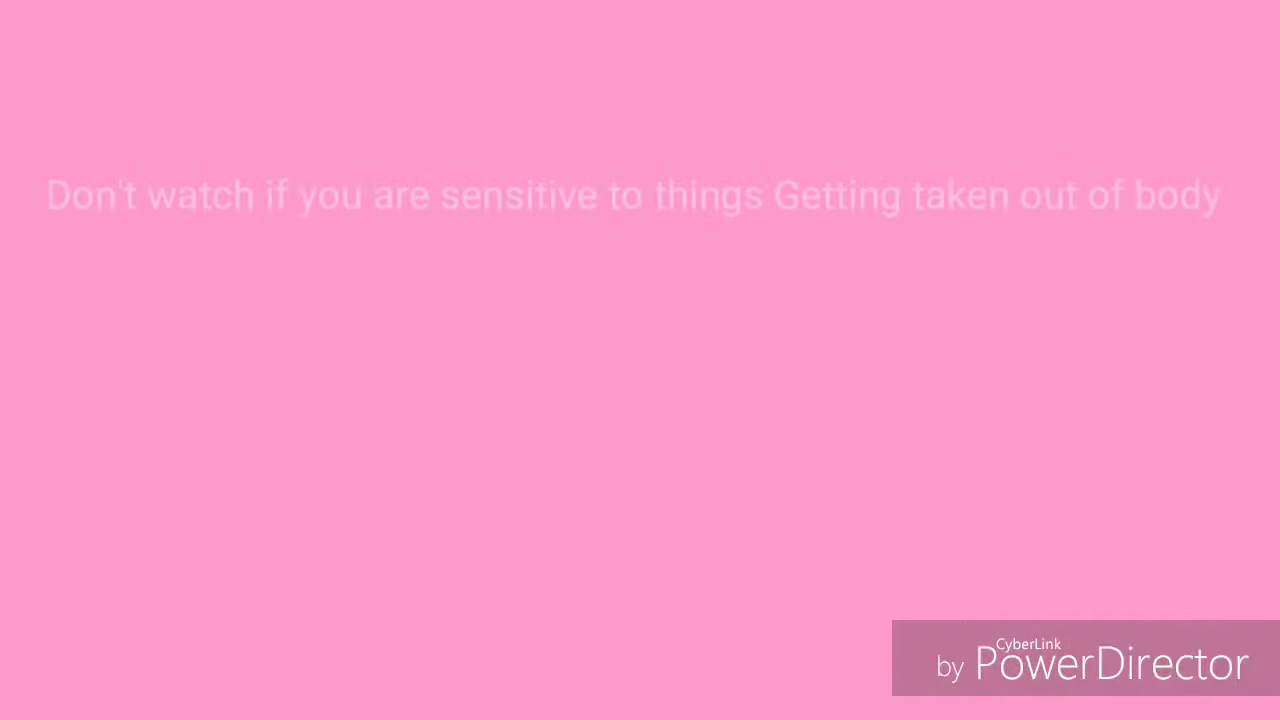 Don't watch if you are sensitive to things Getting taken out of body
CyberLink
by PowerDirector